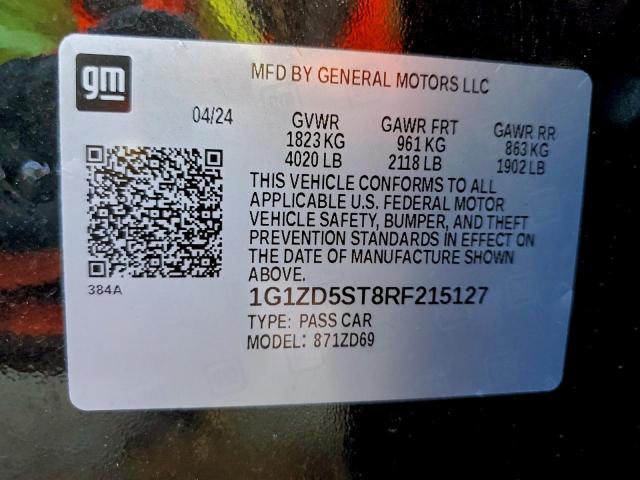 gm
MFD BY GENERAL MOTORS LLC
04/24 GVWR GAWR FRT GAWR RR
1823 KG 961 KG 863 KG
4020 LB 2118 LB 1902 LB
THIS VEHICLE CONFORMS TO ALL
APPLICABLE U.S. FEDERAL MOTOR
VEHICLE SAFETY, BUMPER, AND THEFT
PREVENTION STANDARDS IN EFFECT ON
THE DATE OF MANUFACTURE SHOWN
ABOVE.
384A
1G1ZD5ST8RF215127
TYPE: PASS CAR
MODEL: 871ZD69